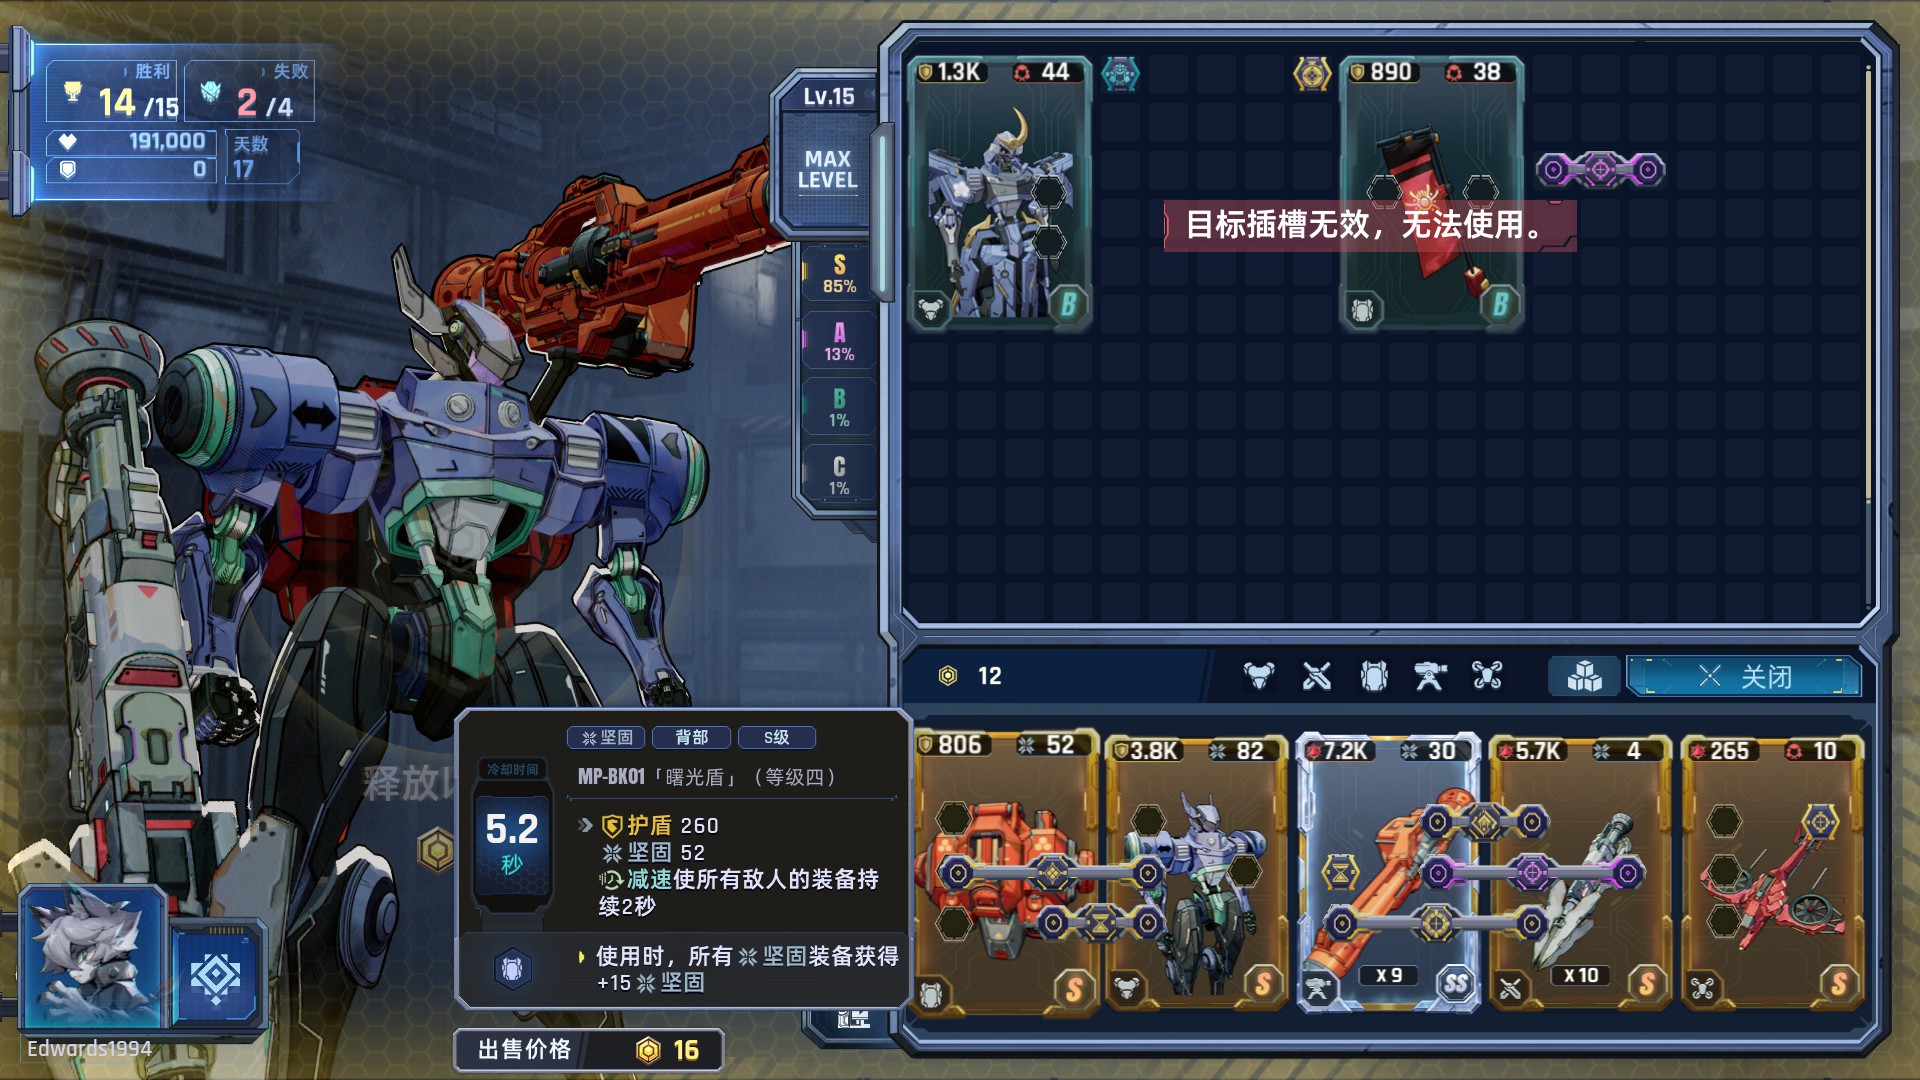 胜利
14 /15
失败
2 /4
191,000
0
天数
17
Lv.15
MAX
LEVEL
S
85%
A
13%
B
1%
C
1%
1.3K
44
B
890
38
B
目标插槽无效，无法使用。
12
关闭
806
52
S
3.8K
82
S
7.2K
30
X 9
SS
5.7K
4
X 10
S
265
10
S
坚固
背部
S级
冷却时间
5.2
秒
MP-BK01「曙光盾」（等级四）
护盾 260
坚固 52
减速使所有敌人的装备持
续2秒
使用时，所有坚固装备获得
+15坚固
出售价格
16
释放
Edwards1994